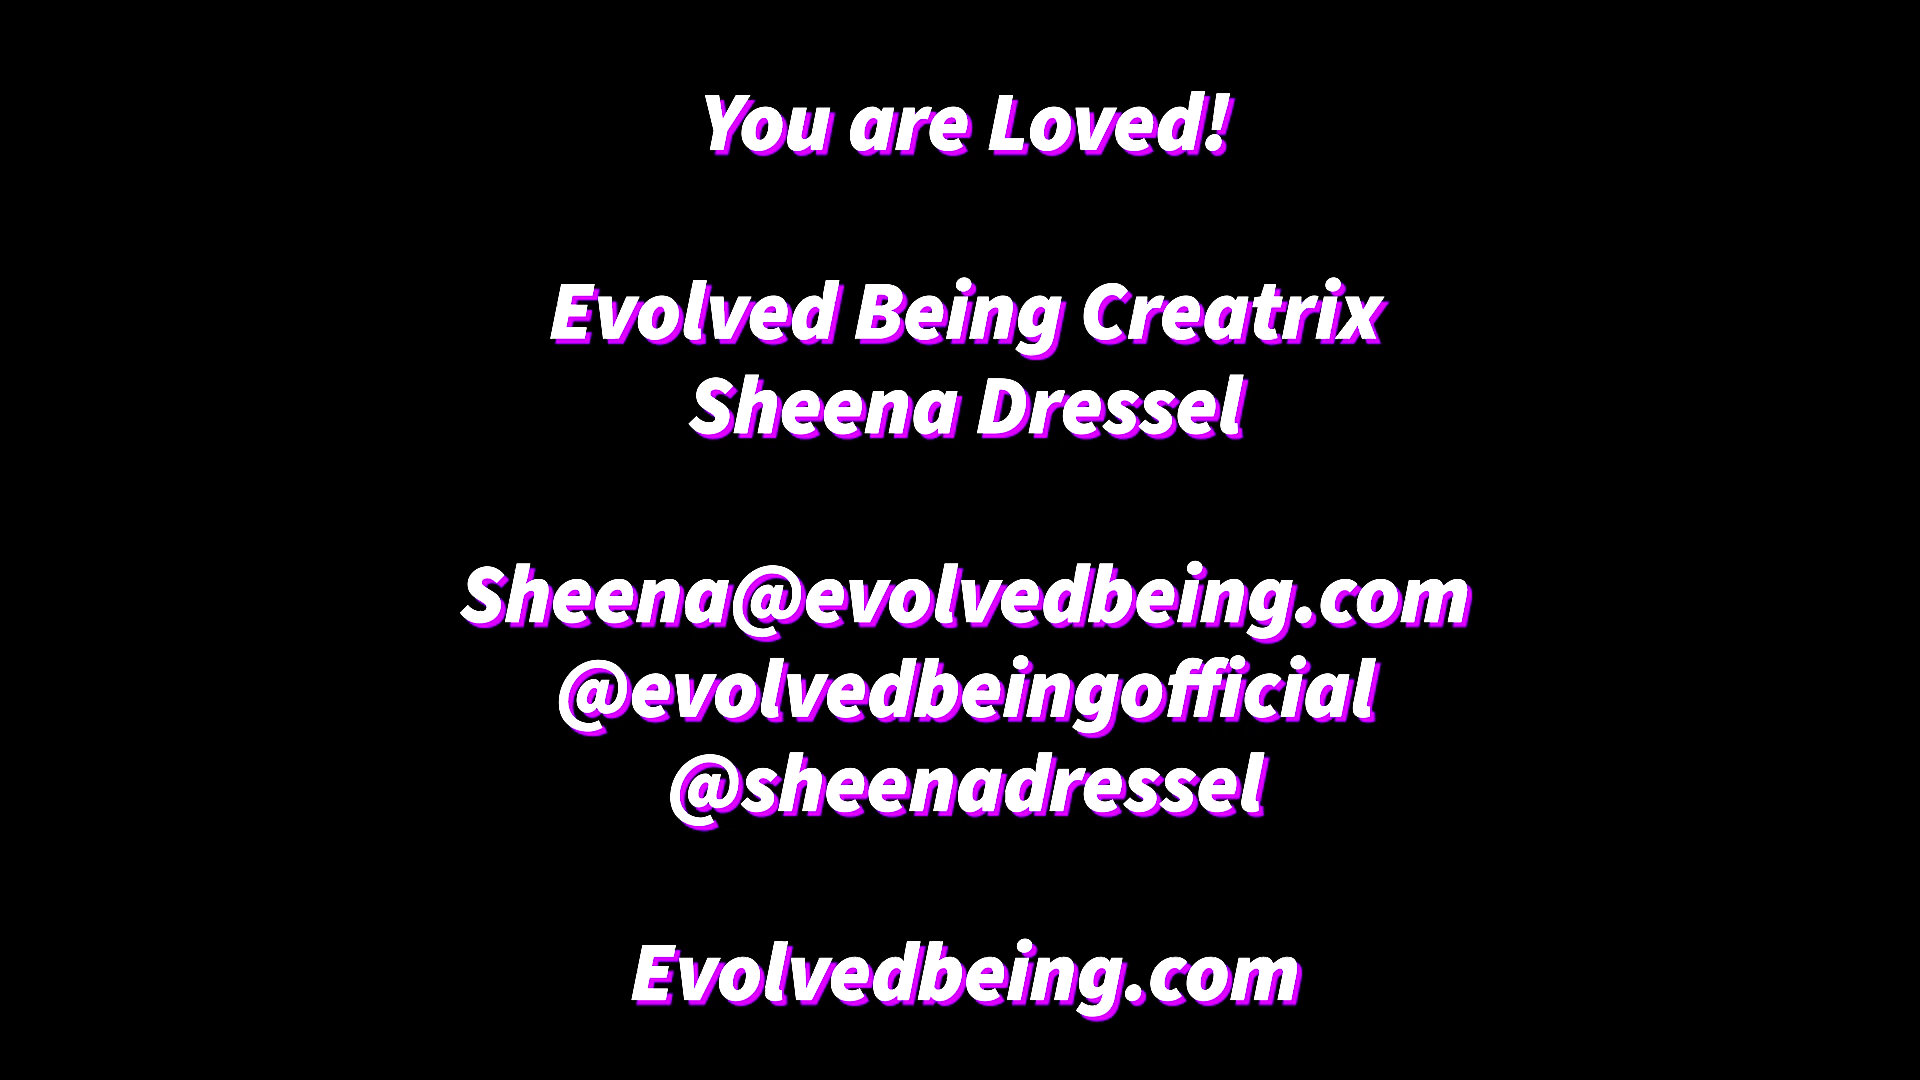 You are Loved!
Evolved Being Creatrix
Sheena Dressel
Sheena@evolvedbeing.com
@evolvedbeingofficial
@sheenadressel
Evolvedbeing.com